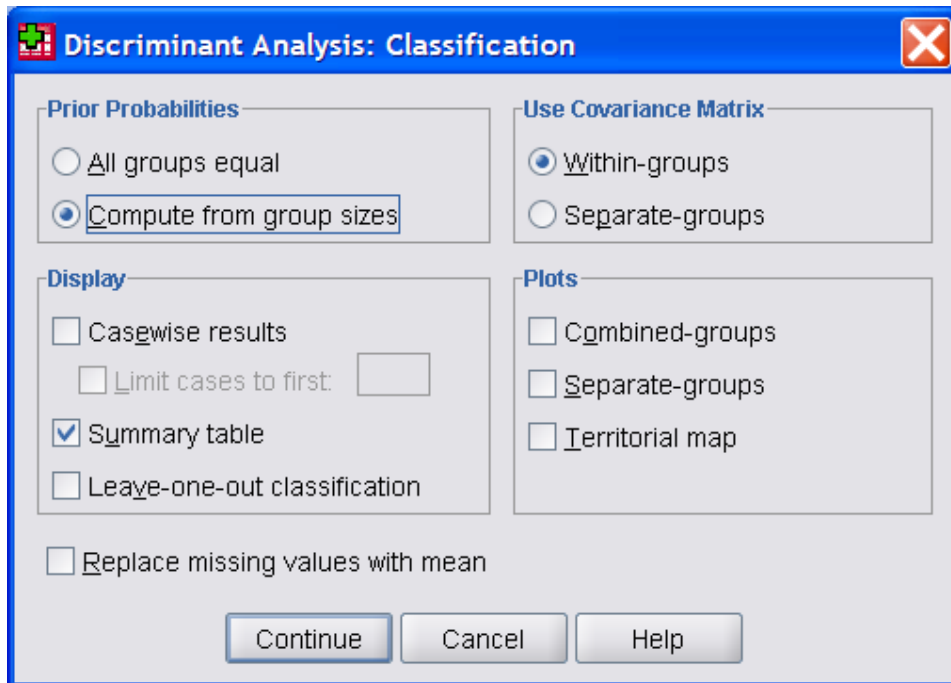 Discriminant Analysis: Classification
Prior Probabilities
All groups equal
Compute from group sizes
Use Covariance Matrix
Within-groups
Separate-groups
Display
Casewise results
Limit cases to first:
Summary table
Leave-one-out classification
Plots
Combined-groups
Separate-groups
Territorial map
Replace missing values with mean
Continue
Cancel
Help